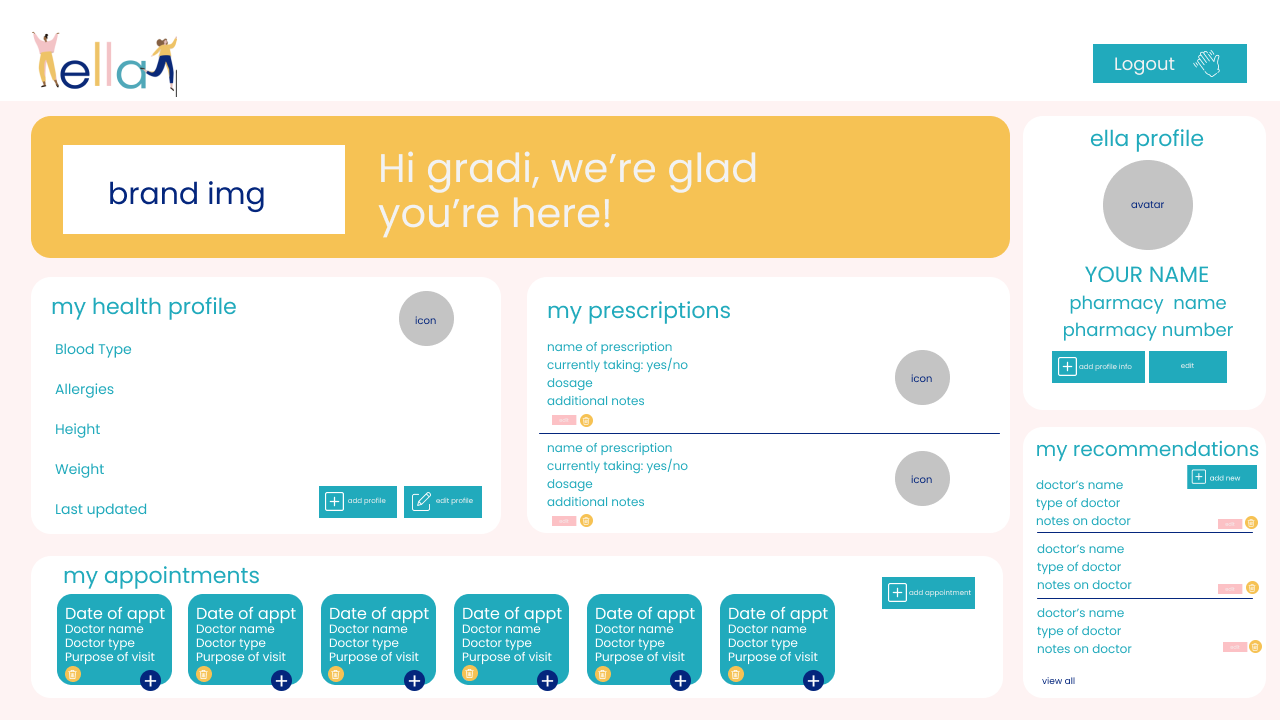 ella
Logout
brand img
Hi gradi, we're glad
you're here!
ella profile
avatar
YOUR NAME
pharmacy name
pharmacy number
add profile info
edit
my health profile
icon
Blood Type
Allergies
Height
Weight
Last updated
add profile
edit profile
my prescriptions
name of prescription
currently taking: yes/no
dosage
additional notes
icon
edit
name of prescription
currently taking: yes/no
dosage
additional notes
icon
edit
my recommendations
add new
doctor's name
type of doctor
notes on doctor
edit
doctor's name
type of doctor
notes on doctor
edit
doctor's name
type of doctor
notes on doctor
edit
view all
my appointments
add appointment
Date of appt
Doctor name
Doctor type
Purpose of visit
Date of appt
Doctor name
Doctor type
Purpose of visit
Date of appt
Doctor name
Doctor type
Purpose of visit
Date of appt
Doctor name
Doctor type
Purpose of visit
Date of appt
Doctor name
Doctor type
Purpose of visit
Date of appt
Doctor name
Doctor type
Purpose of visit